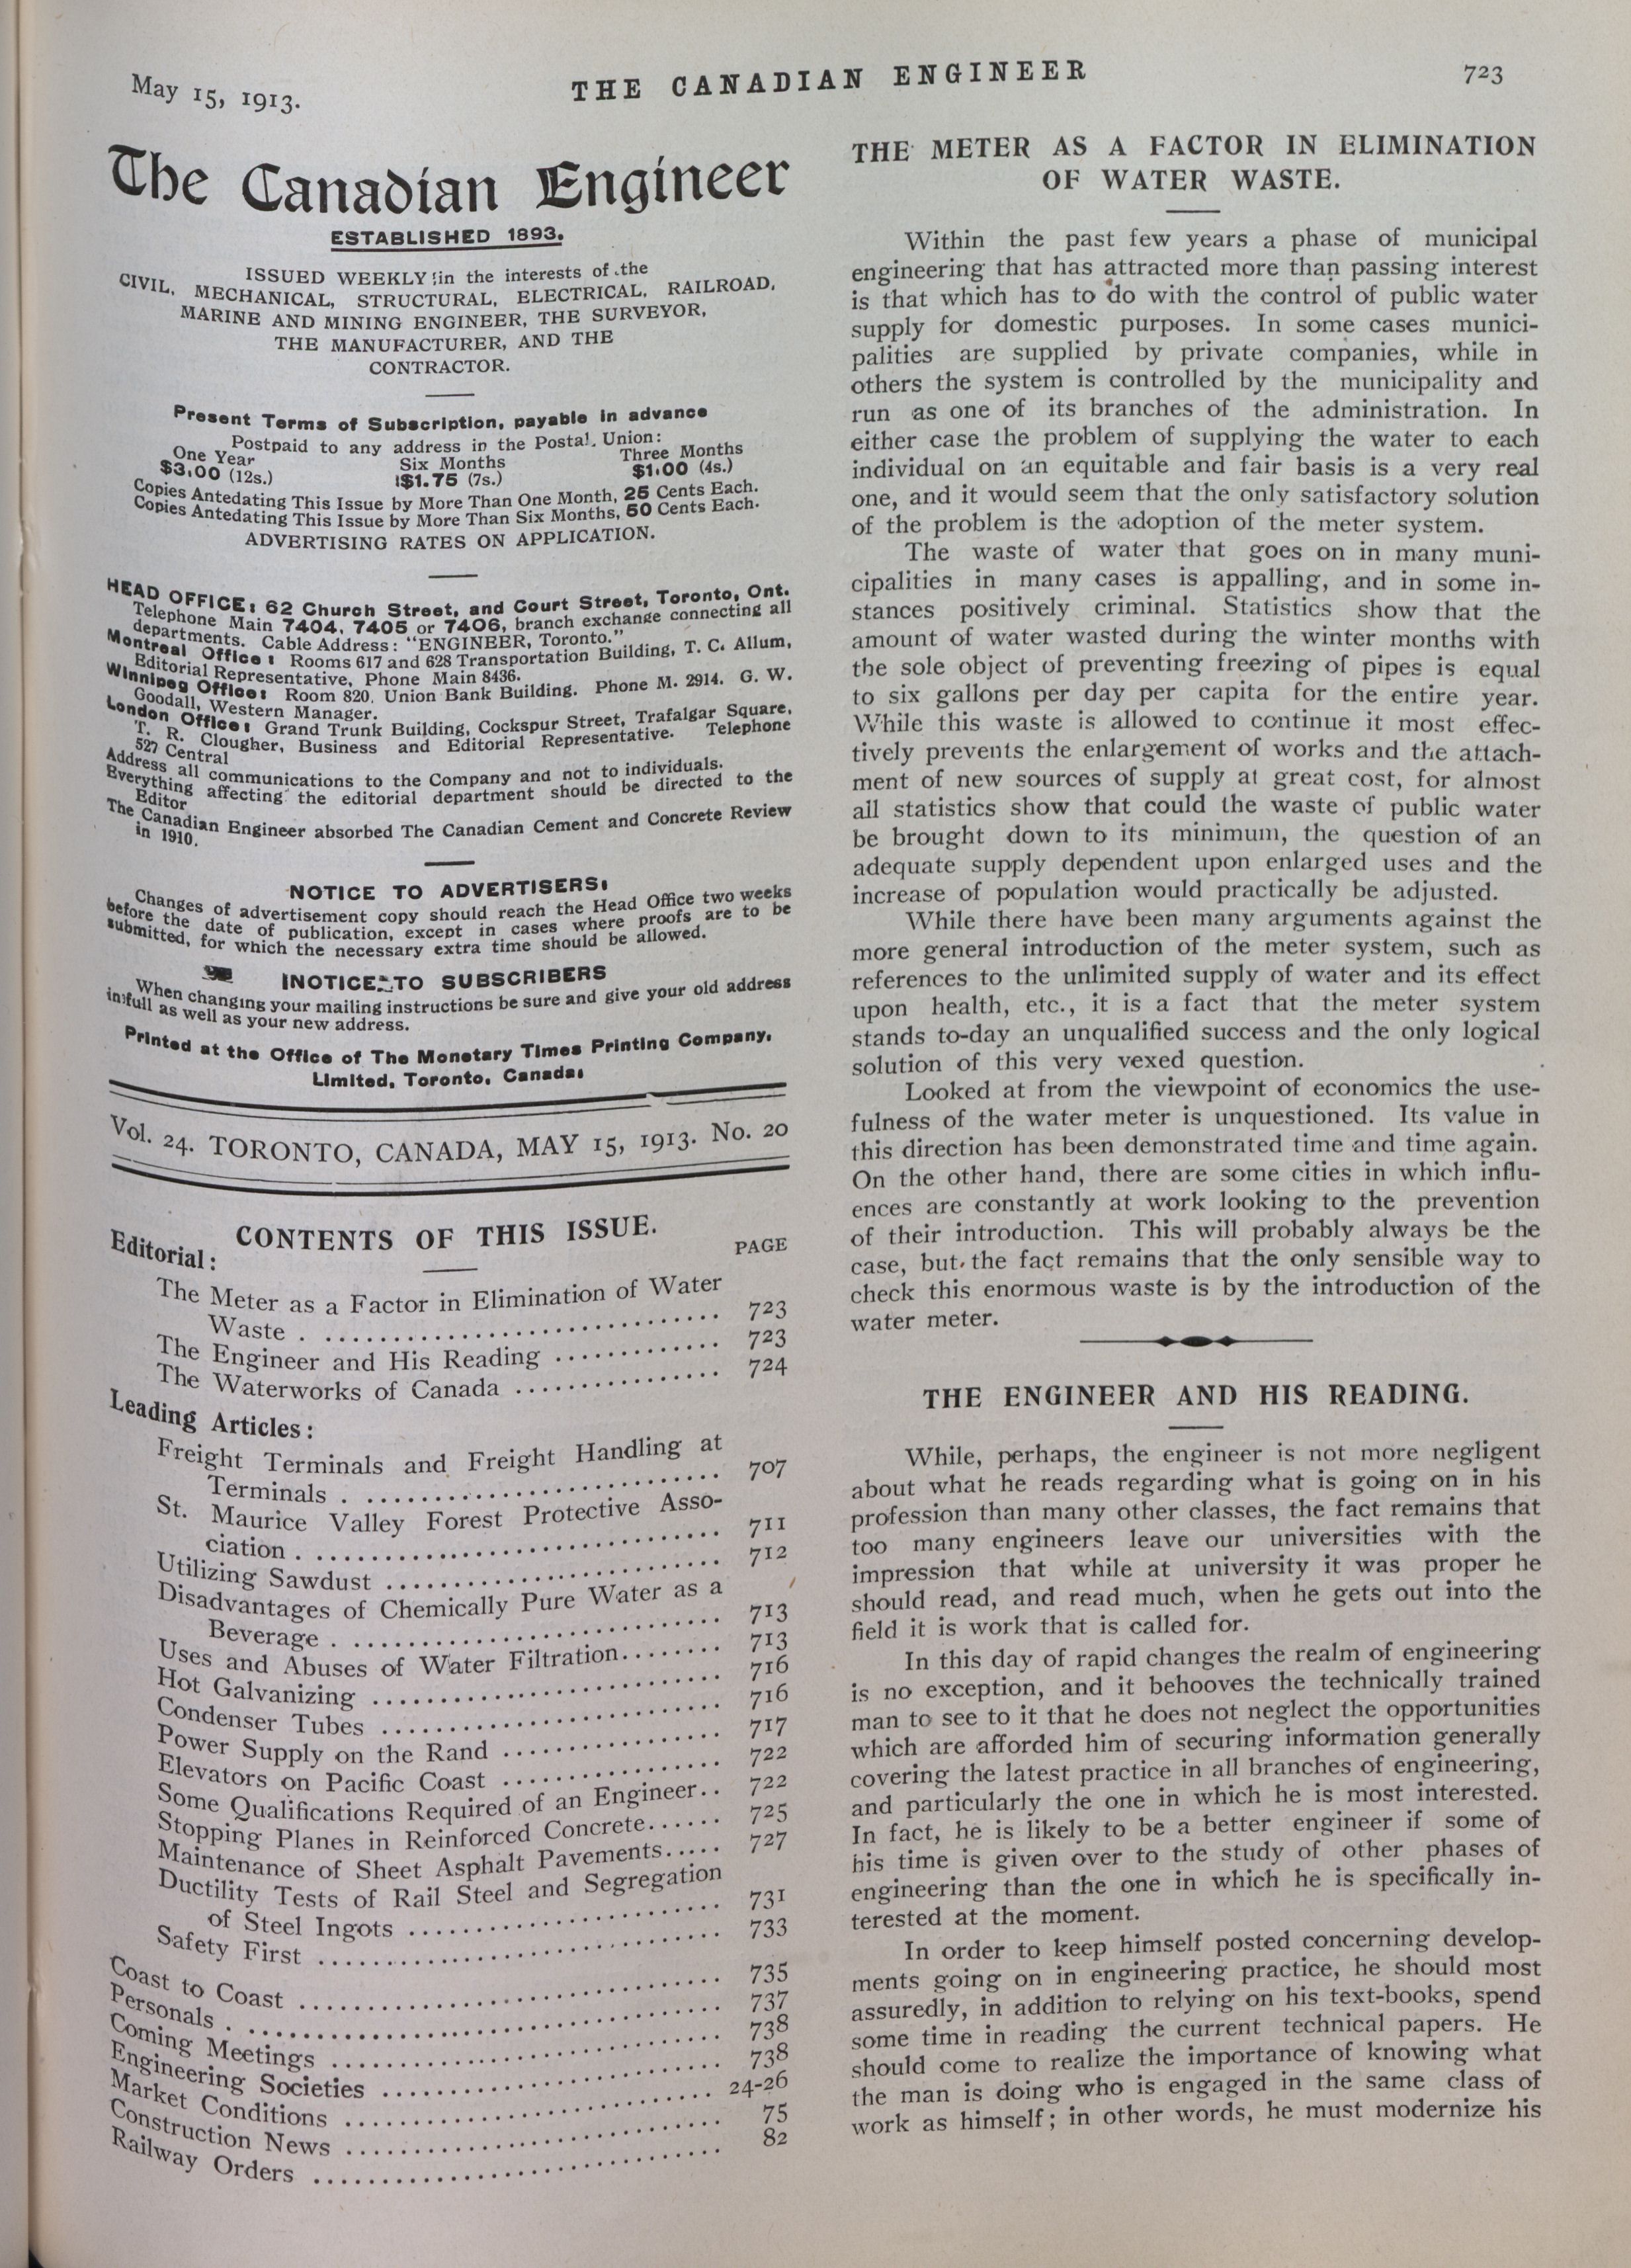 May 15, 1913.
THE CANADIAN ENGINEER
723
The Canadian Engineer
ESTABLISHED 1893.
ISSUED WEEKLY in the interests of the
CIVIL, MECHANICAL, STRUCTURAL, ELECTRICAL, RAILROAD,
MARINE AND MINING ENGINEER, THE SURVEYOR,
THE MANUFACTURER, AND THE
CONTRACTOR.
Present Terms of Subscription, payable in advance
Postpaid to any address in the Postal Union:
One Year Six Months Three Months
$3.00 (12s.) $1.75 (7s.) $1.00 (4s.)
Copies Antedating This Issue by More Than One Month, 25 Cents Each.
Copies Antedating This Issue by More Than Six Months, 50 Cents Each.
ADVERTISING RATES ON APPLICATION.
HEAD OFFICE: 62 Church Street, and Court Street, Toronto, Ont.
Telephone Main 7404, 7405 or 7406, branch exchange connecting all
departments. Cable Address: "ENGINEER, Toronto."
Montreal Office: Rooms 617 and 628 Transportation Building, T. C. Allum,
Editorial Representative, Phone Main 8436.
Winnipeg Office: Room 820, Union Bank Building. Phone M. 2914. G. W.
Goodall, Western Manager.
London Office: Grand Trunk Building, Cockspur Street, Trafalgar Square,
T. R. Clougher, Business and Editorial Representative. Telephone
527 Central
Address all communications to the Company and not to individuals.
Everything affecting the editorial department should be directed to the
Editor
The Canadian Engineer absorbed The Canadian Cement and Concrete Review
in 1910.
NOTICE TO ADVERTISERS:
Changes of advertisement copy should reach the Head Office two weeks
before the date of publication, except in cases where proofs are to be
submitted, for which the necessary extra time should be allowed.
NOTICE TO SUBSCRIBERS
When changing your mailing instructions be sure and give your old address
in full as well as your new address.
Printed at the Office of The Monetary Times Printing Company,
Limited, Toronto, Canada:
Vol. 24. TORONTO, CANADA, MAY 15, 1913. No. 20
CONTENTS OF THIS ISSUE.
Editorial: PAGE
The Meter as a Factor in Elimination of Water
Waste . ............................ 723
The Engineer and His Reading ............. 723
The Waterworks of Canada ................ 724
Leading Articles:
Freight Terminals and Freight Handling at
Terminals . .......................... 707
St. Maurice Valley Forest Protective Asso-
ciation . ............................ 711
Utilizing Sawdust ......................... 712
Disadvantages of Chemically Pure Water as a
Beverage . ........................... 713
Uses and Abuses of Water Filtration........ 713
Hot Galvanizing .......................... 716
Condenser Tubes ......................... 716
Power Supply on the Rand ................ 717
Elevators on Pacific Coast ................ 722
Some Qualifications Required of an Engineer.. 722
Stopping Planes in Reinforced Concrete...... 725
Maintenance of Sheet Asphalt Pavements..... 727
Ductility Tests of Rail Steel and Segregation
of Steel Ingots ....................... 731
Safety First .............................. 733
Coast to Coast ............................... 735
Personals . ................................... 737
Coming Meetings ............................. 738
Engineering Societies ......................... 738
Market Conditions ........................... 24-26
Construction News ............................ 75
Railway Orders .............................. 82
THE METER AS A FACTOR IN ELIMINATION
OF WATER WASTE.
Within the past few years a phase of municipal
engineering that has attracted more than passing interest
is that which has to do with the control of public water
supply for domestic purposes. In some cases munici-
palities are supplied by private companies, while in
others the system is controlled by the municipality and
run as one of its branches of the administration. In
either case the problem of supplying the water to each
individual on an equitable and fair basis is a very real
one, and it would seem that the only satisfactory solution
of the problem is the adoption of the meter system.
The waste of water that goes on in many muni-
cipalities in many cases is appalling, and in some in-
stances positively criminal. Statistics show that the
amount of water wasted during the winter months with
the sole object of preventing freezing of pipes is equal
to six gallons per day per capita for the entire year.
While this waste is allowed to continue it most effec-
tively prevents the enlargement of works and the attach-
ment of new sources of supply at great cost, for almost
all statistics show that could the waste of public water
be brought down to its minimum, the question of an
adequate supply dependent upon enlarged uses and the
increase of population would practically be adjusted.
While there have been many arguments against the
more general introduction of the meter system, such as
references to the unlimited supply of water and its effect
upon health, etc., it is a fact that the meter system
stands to-day an unqualified success and the only logical
solution of this very vexed question.
Looked at from the viewpoint of economics the use-
fulness of the water meter is unquestioned. Its value in
this direction has been demonstrated time and time again.
On the other hand, there are some cities in which influ-
ences are constantly at work looking to the prevention
of their introduction. This will probably always be the
case, but the fact remains that the only sensible way to
check this enormous waste is by the introduction of the
water meter.
THE ENGINEER AND HIS READING.
While, perhaps, the engineer is not more negligent
about what he reads regarding what is going on in his
profession than many other classes, the fact remains that
too many engineers leave our universities with the
impression that while at university it was proper he
should read, and read much, when he gets out into the
field it is work that is called for.
In this day of rapid changes the realm of engineering
is no exception, and it behooves the technically trained
man to see to it that he does not neglect the opportunities
which are afforded him of securing information generally
covering the latest practice in all branches of engineering,
and particularly the one in which he is most interested.
In fact, he is likely to be a better engineer if some of
his time is given over to the study of other phases of
engineering than the one in which he is specifically in-
terested at the moment.
In order to keep himself posted concerning develop-
ments going on in engineering practice, he should most
assuredly, in addition to relying on his text-books, spend
some time in reading the current technical papers. He
should come to realize the importance of knowing what
the man is doing who is engaged in the same class of
work as himself; in other words, he must modernize his